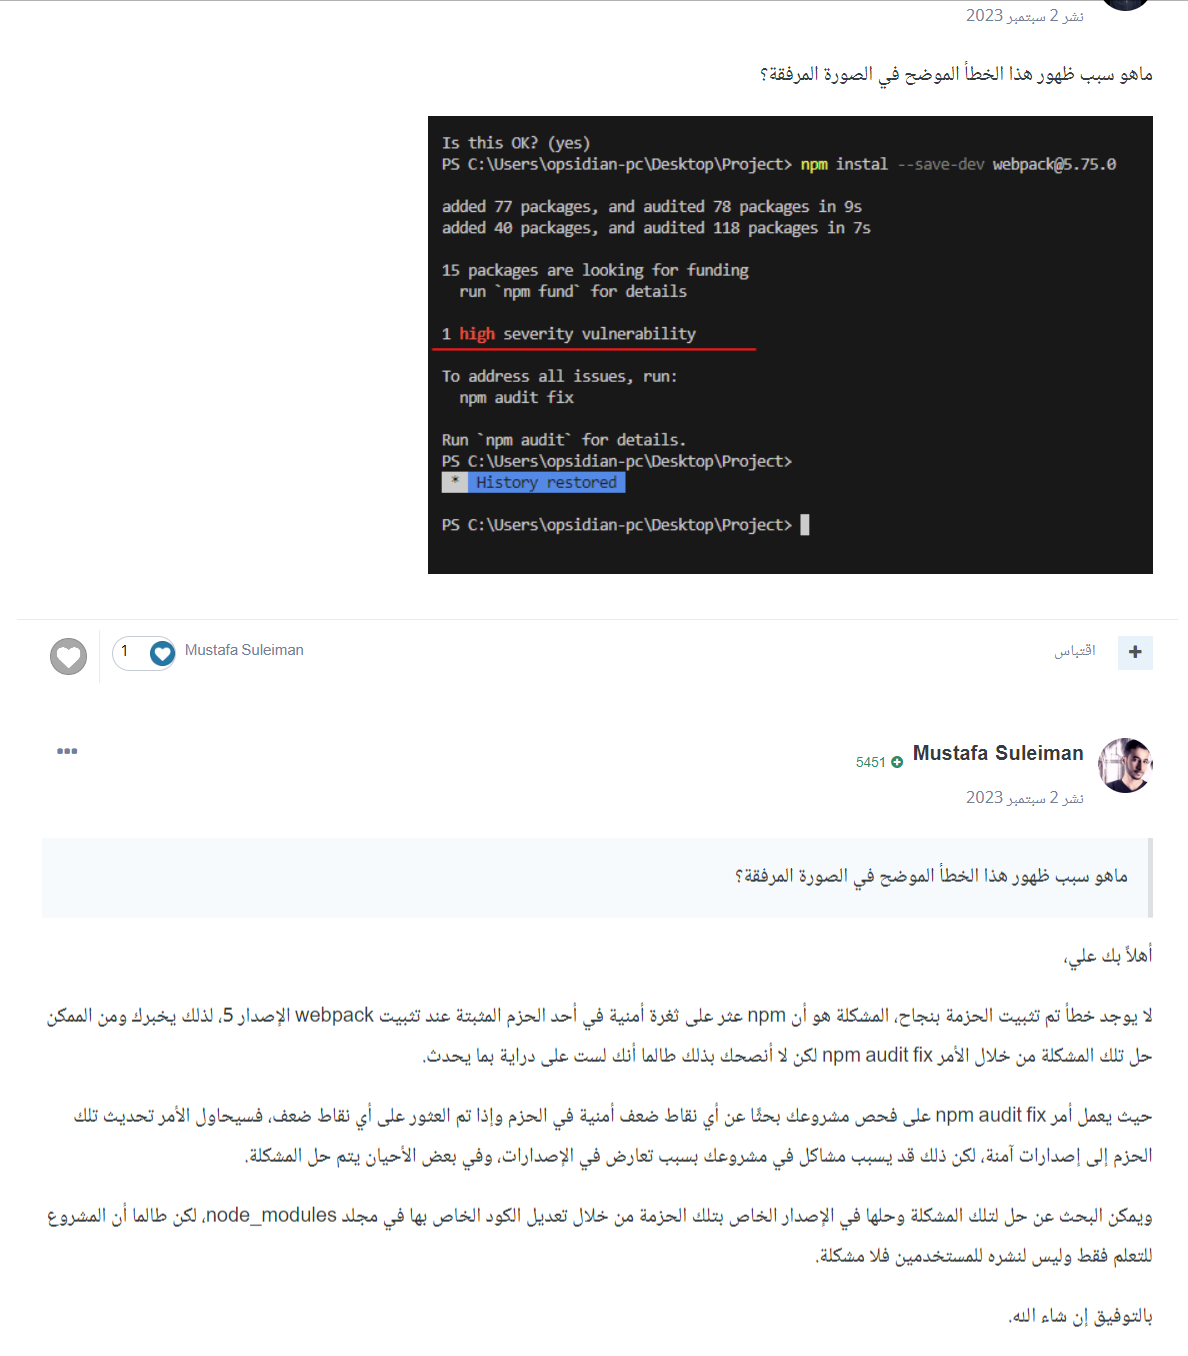 نشر 2 سبتمبر 2023
ماهو سبب ظهور هذا الخطأ الموضح في الصورة المرفقة؟
Is this OK? (yes)
PS C:\Users\opsidian-pc\Desktop\Project> npm instal --save-dev webpack@5.75.0
added 77 packages, and audited 78 packages in 9s
added 40 packages, and audited 118 packages in 7s
15 packages are looking for funding
run `npm fund` for details
1 high severity vulnerability
To address all issues, run:
npm audit fix
Run `npm audit` for details.
PS C:\Users\opsidian-pc\Desktop\Project>
* History restored
PS C:\Users\opsidian-pc\Desktop\Project>
+ اقتباس
1 Mustafa Suleiman
Mustafa Suleiman 5451
نشر 2 سبتمبر 2023
ماهو سبب ظهور هذا الخطأ الموضح في الصورة المرفقة؟
أهلاً بك علي،
لا يوجد خطأ تم تثبيت الحزمة بنجاح، المشكلة هو أن npm عثر على ثغرة أمنية في أحد الحزم المثبتة عند تثبيت webpack الإصدار 5، لذلك يخبرك ومن الممكن
حل تلك المشكلة من خلال الأمر npm audit fix لكن لا أنصحك بذلك طالما أنك لست على دراية بما يحدث.
حيث يعمل أمر npm audit fix على فحص مشروعك بحثًا عن أي نقاط ضعف أمنية في الحزم وإذا تم العثور على أي نقاط ضعف، فسيحاول الأمر تحديث تلك
الحزم إلى إصدارات آمنة، لكن ذلك قد يسبب مشاكل في مشروعك بسبب تعارض في الإصدارات، وفي بعض الأحيان يتم حل المشكلة.
ويمكن البحث عن حل لتلك المشكلة وحلها في الإصدار الخاص بتلك الحزمة من خلال تعديل الكود الخاص بها في مجلد node_modules، لكن طالما أن المشروع
للتعلم فقط وليس لنشره للمستخدمين فلا مشكلة.
بالتوفيق إن شاء الله.